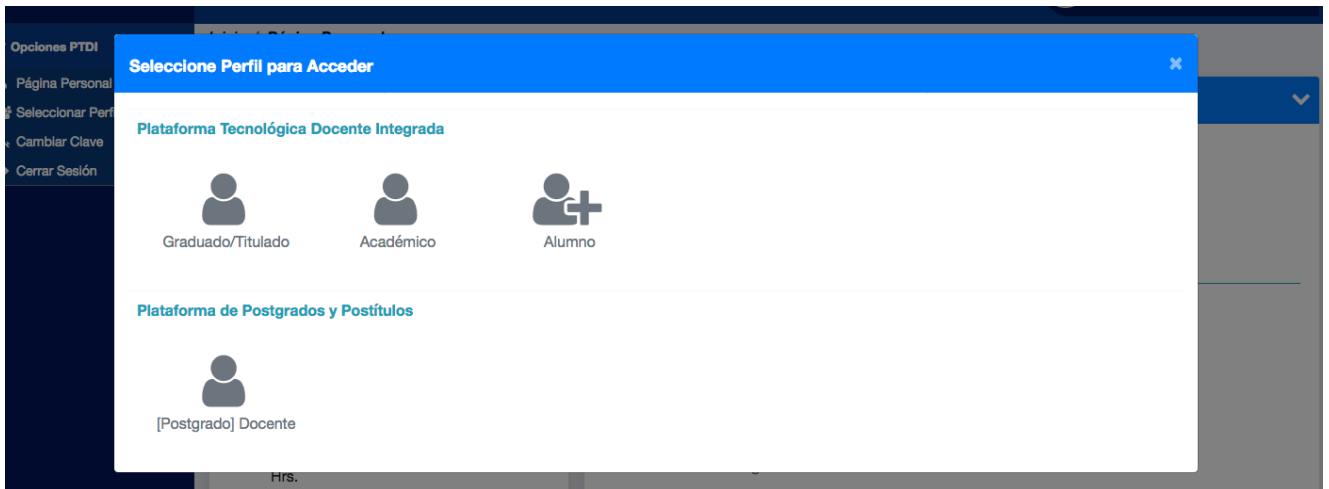 Opciones PTDI
Página Personal
Seleccionar Perf
Cambiar Clave
Cerrar Sesión
Seleccione Perfil para Acceder
×
Plataforma Tecnológica Docente Integrada
Graduado/Titulado
Académico
Alumno
Plataforma de Postgrados y Postítulos
[Postgrado] Docente
Hrs.